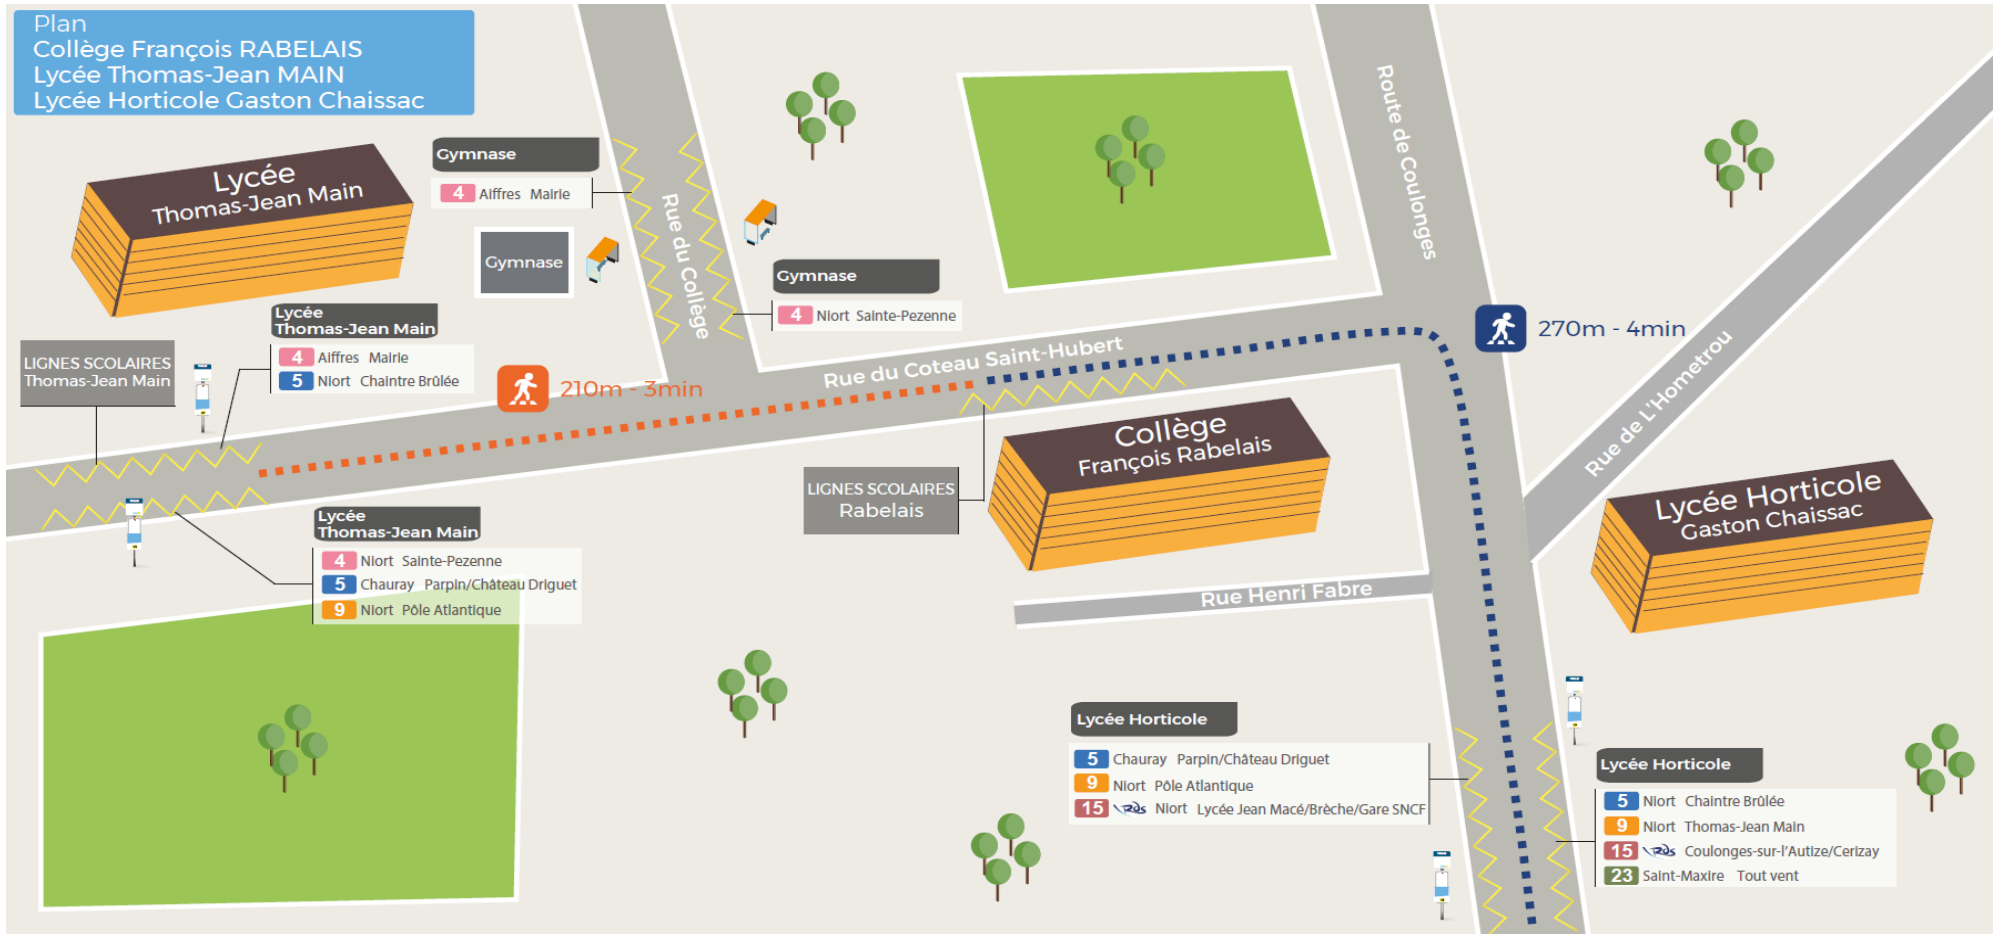 Plan
Collège François RABELAIS
Lycée Thomas-Jean MAIN
Lycée Horticole Gaston Chaissac
Lycée
Thomas-Jean Main
Gymnase
4 Aiffres Mairie
Gymnase
Rue du Collège
Gymnase
4 Niort Sainte-Pezenne
Route de Coulonges
Lycée
Thomas-Jean Main
4 Aiffres Mairie
5 Niort Chaintre Brûlée
LIGNES SCOLAIRES
Thomas-Jean Main
210m - 3min
Rue du Coteau Saint-Hubert
270m - 4min
Rue de L'Hometrou
Collège
François Rabelais
LIGNES SCOLAIRES
Rabelais
Lycée Horticole
Gaston Chaissac
Lycée
Thomas-Jean Main
4 Niort Sainte-Pezenne
5 Chauray Parpin/Château Driguet
9 Niort Pôle Atlantique
Rue Henri Fabre
Lycée Horticole
5 Chauray Parpin/Château Driguet
9 Niort Pôle Atlantique
15 RDS Niort Lycée Jean Macé/Brèche/Gare SNCF
Lycée Horticole
5 Niort Chaintre Brûlée
9 Niort Thomas-Jean Main
15 RDS Coulonges-sur-l'Autize/Cerizay
23 Saint-Maxire Tout vent